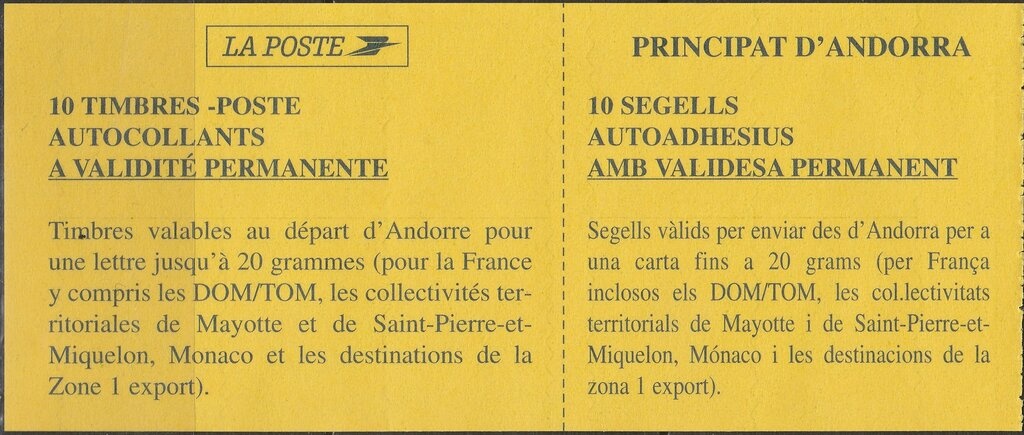 LA POSTE
10 TIMBRES -POSTE
AUTOCOLLANTS
A VALIDITÉ PERMANENTE
Timbres valables au départ d'Andorre pour
une lettre jusqu'à 20 grammes (pour la France
y compris les DOM/TOM, les collectivités ter-
ritoriales de Mayotte et de Saint-Pierre-et-
Miquelon, Monaco et les destinations de la
Zone 1 export).
PRINCIPAT D'ANDORRA
10 SEGELLS
AUTOADHESIUS
AMB VALIDESA PERMANENT
Segells vàlids per enviar des d'Andorra per a
una carta fins a 20 grams (per França
inclosos els DOM/TOM, les col.lectivitats
territorials de Mayotte i de Saint-Pierre-et-
Miquelon, Mónaco i les destinacions de la
zona 1 export).